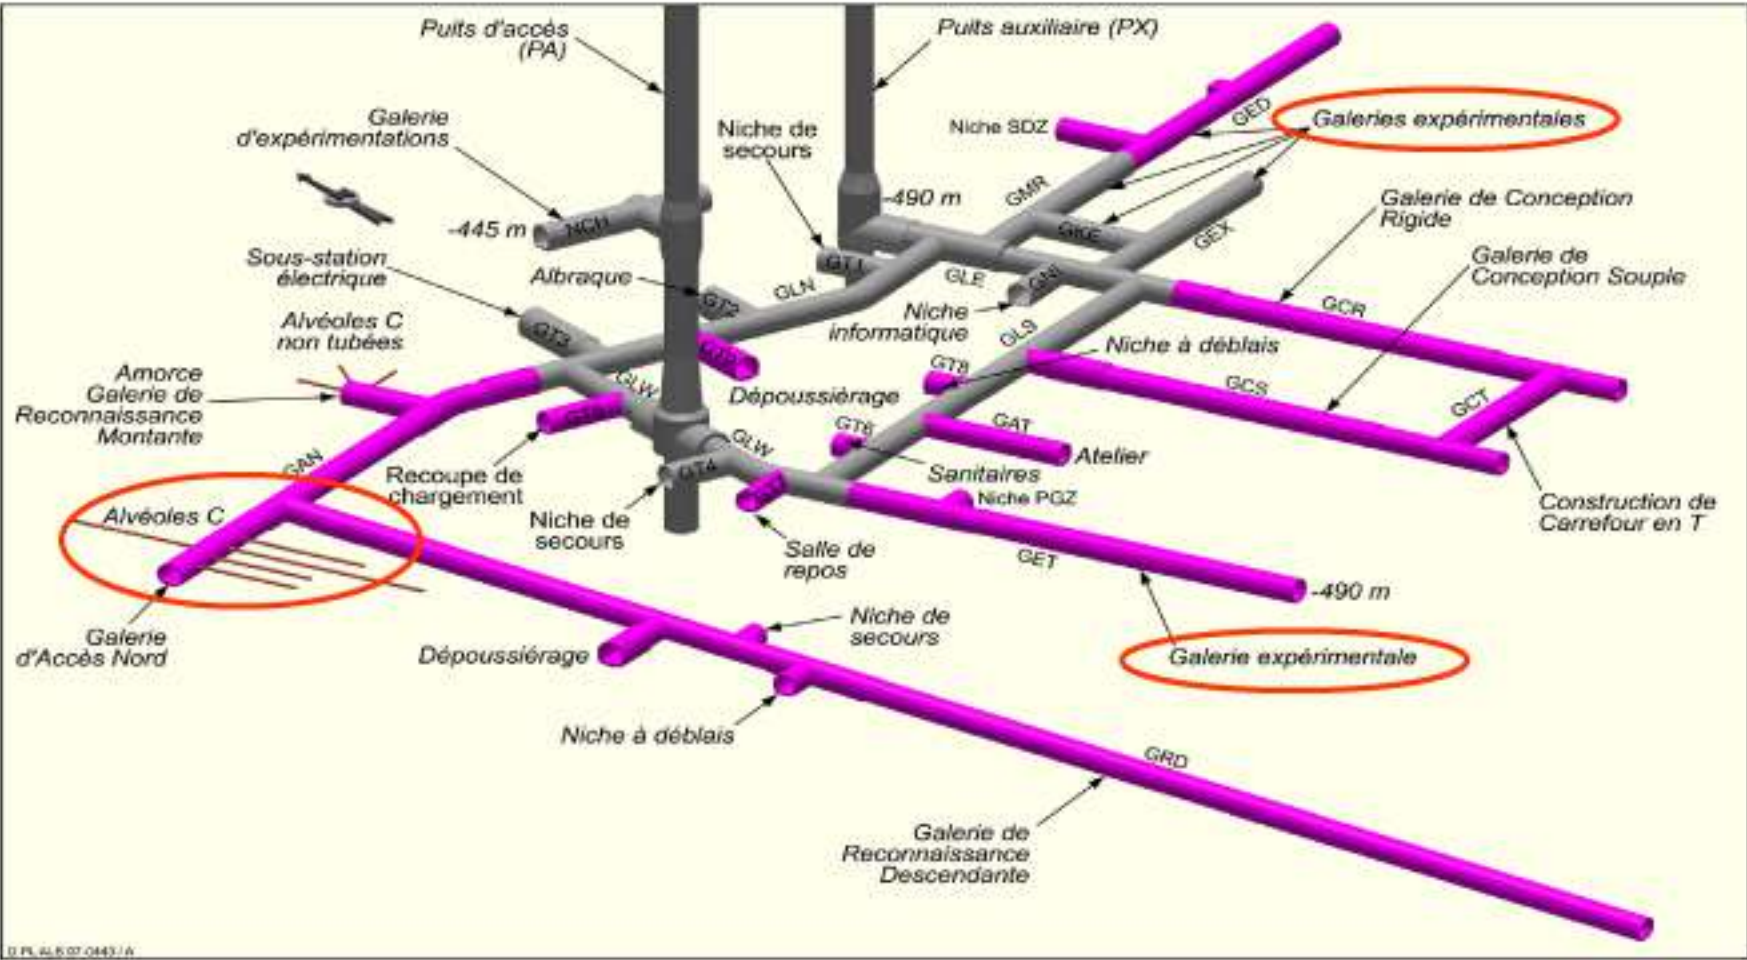 Puits d'accès
(PA)
Puits auxiliaire (PX)
Galerie
d'expérimentations
Niche de
secours
Niche SDZ
GED
Galeries expérimentales
GMR
-490 m
NCH
-445 m
GKE
GEX
Galerie de Conception
Rigide
Sous-station
électrique
Albraque
GT1
GLN
GLE
GNI
Galerie de
Conception Souple
GT2
Niche
informatique
GCR
Alvéoles C
non tubées
GT3
GLS
Niche à déblais
Amorce
Galerie de
Reconnaissance
Montante
GLW
GT8
Dépoussiérage
GCS
GCT
GT6
GAT
Atelier
GAN
Recoupe de
chargement
GLW
GT4
Sanitaires
Niche PGZ
Alvéoles C
Niche de
secours
Salle de
repos
GET
Construction de
Carrefour en T
-490 m
Galerie
d'Accès Nord
Dépoussiérage
Niche de
secours
Galerie expérimentale
Niche à déblais
GRD
Galerie de
Reconnaissance
Descendante